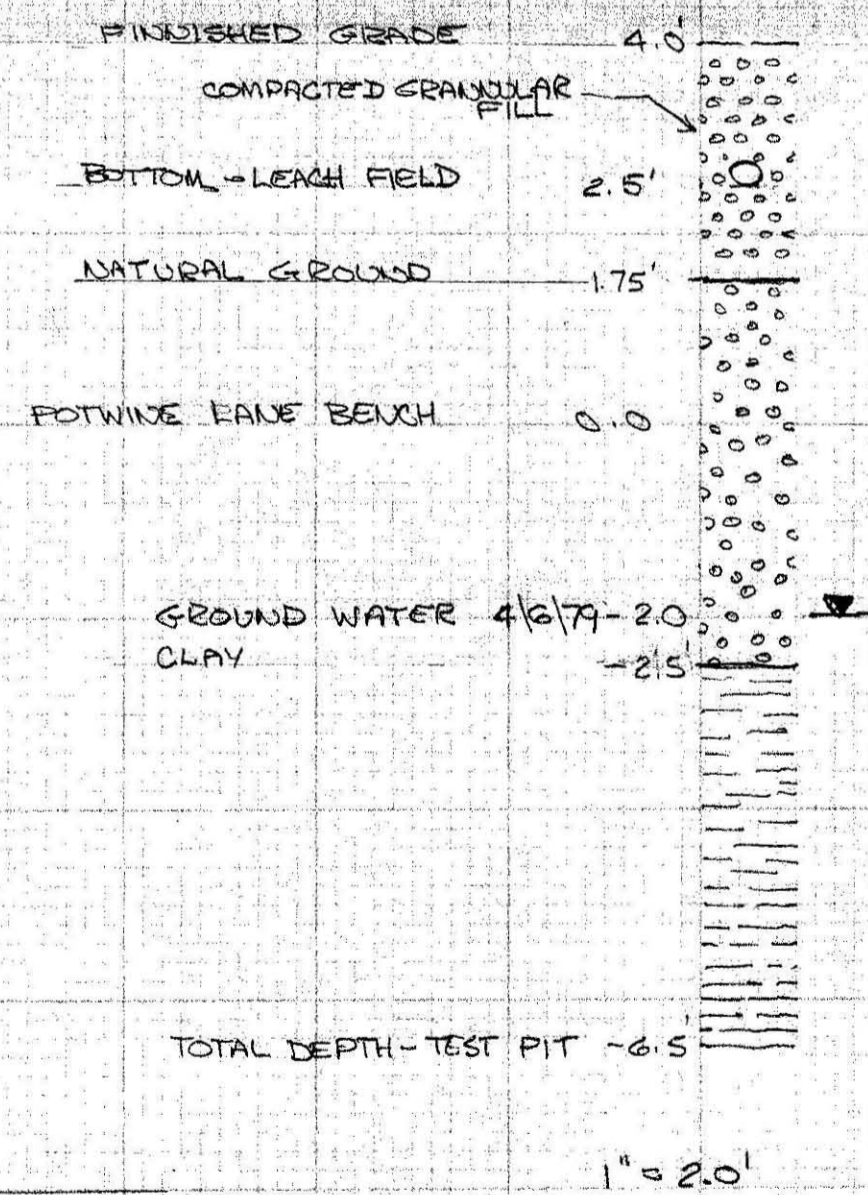 FINNISHED GRADE 4.0'
COMPACTED GRANNULAR
FILL
BOTTOM - LEACH FIELD 2.5'
NATURAL GROUND 1.75'
POTWINE LANE BENCH 0.0
GROUND WATER 4/6/79 - 2.0
CLAY -2.5'
TOTAL DEPTH - TEST PIT -6.5'
1" = 2.0'